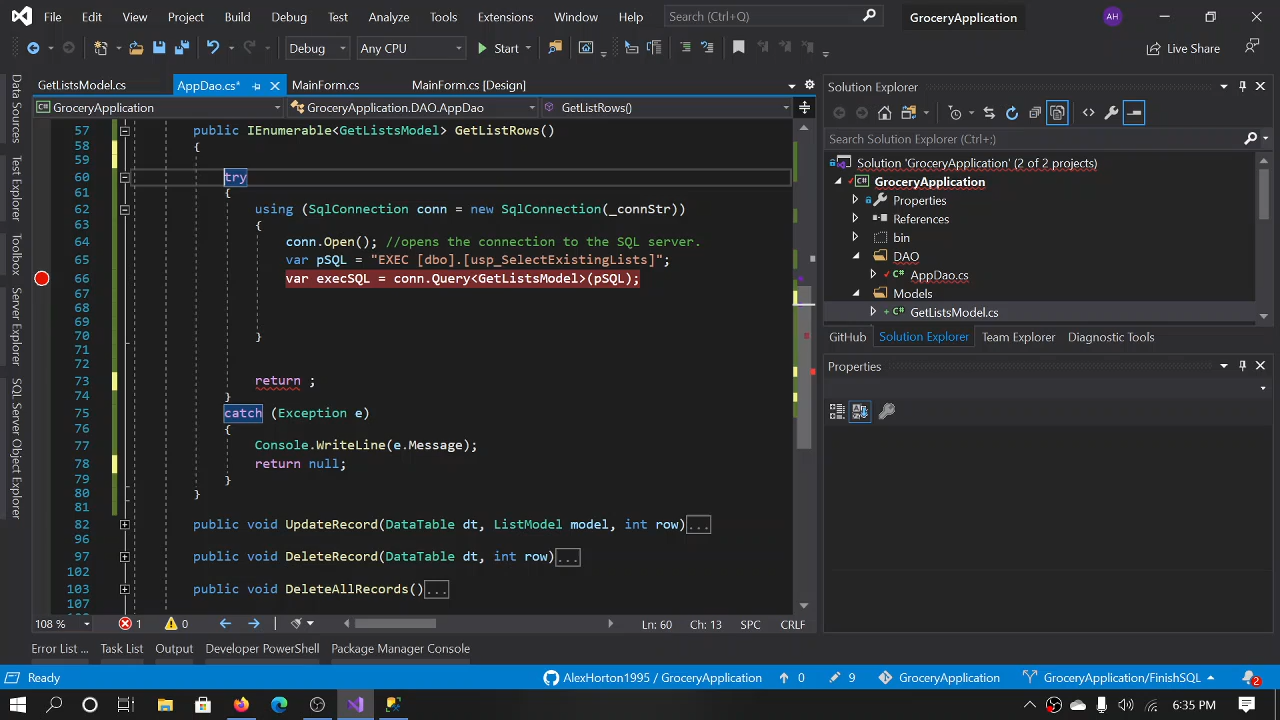 File Edit View Project Build Debug Test Analyze Tools Extensions Window Help Search (Ctrl+Q) GroceryApplication AH
Debug Any CPU Start Live Share
GetListsModel.cs AppDao.cs* MainForm.cs MainForm.cs [Design]
GroceryApplication GroceryApplication.DAO.AppDao GetListRows()
Data Sources
Test Explorer
Toolbox
Server Explorer
SQL Server Object Explorer
57 public IEnumerable<GetListsModel> GetListRows()
58 {
59
60 try
61 {
62 using (SqlConnection conn = new SqlConnection(_connStr))
63 {
64 conn.Open(); //opens the connection to the SQL server.
65 var pSQL = "EXEC [dbo].[usp_SelectExistingLists]";
66 var execSQL = conn.Query<GetListsModel>(pSQL);
67
68
69
70 }
71
72
73 return ;
74 }
75 catch (Exception e)
76 {
77 Console.WriteLine(e.Message);
78 return null;
79 }
80 }
81
82 public void UpdateRecord(DataTable dt, ListModel model, int row)...
96
97 public void DeleteRecord(DataTable dt, int row)...
102
103 public void DeleteAllRecords()...
107
108 % 1 0 Ln: 60 Ch: 13 SPC CRLF
Solution Explorer
Search Solution Explorer (Ctrl+;)
Solution 'GroceryApplication' (2 of 2 projects)
GroceryApplication
Properties
References
bin
DAO
AppDao.cs
Models
GetListsModel.cs
GitHub Solution Explorer Team Explorer Diagnostic Tools
Properties
Error List ... Task List Output Developer PowerShell Package Manager Console
Ready AlexHorton1995 / GroceryApplication 0 9 GroceryApplication GroceryApplication/FinishSQL 2
6:35 PM